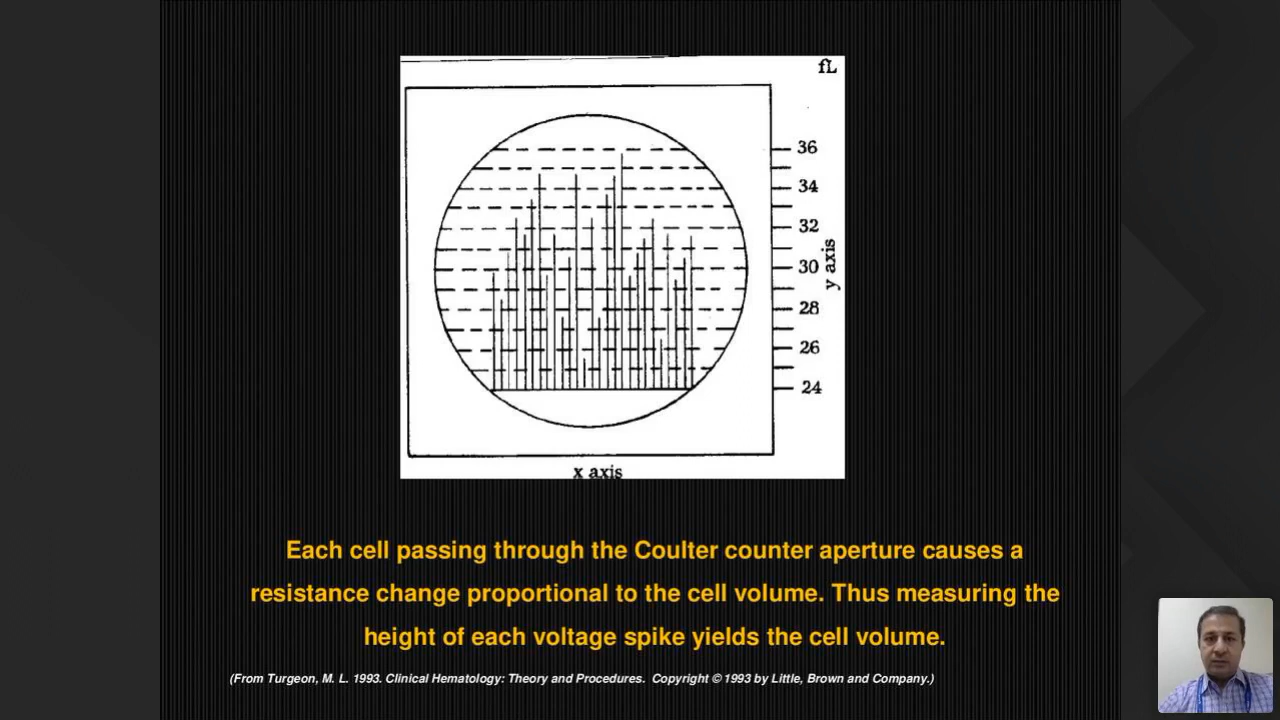 fL
36
34
32
30
28
26
24
y axis
x axis
Each cell passing through the Coulter counter aperture causes a
resistance change proportional to the cell volume. Thus measuring the
height of each voltage spike yields the cell volume.
(From Turgeon, M. L. 1993. Clinical Hematology: Theory and Procedures. Copyright © 1993 by Little, Brown and Company.)